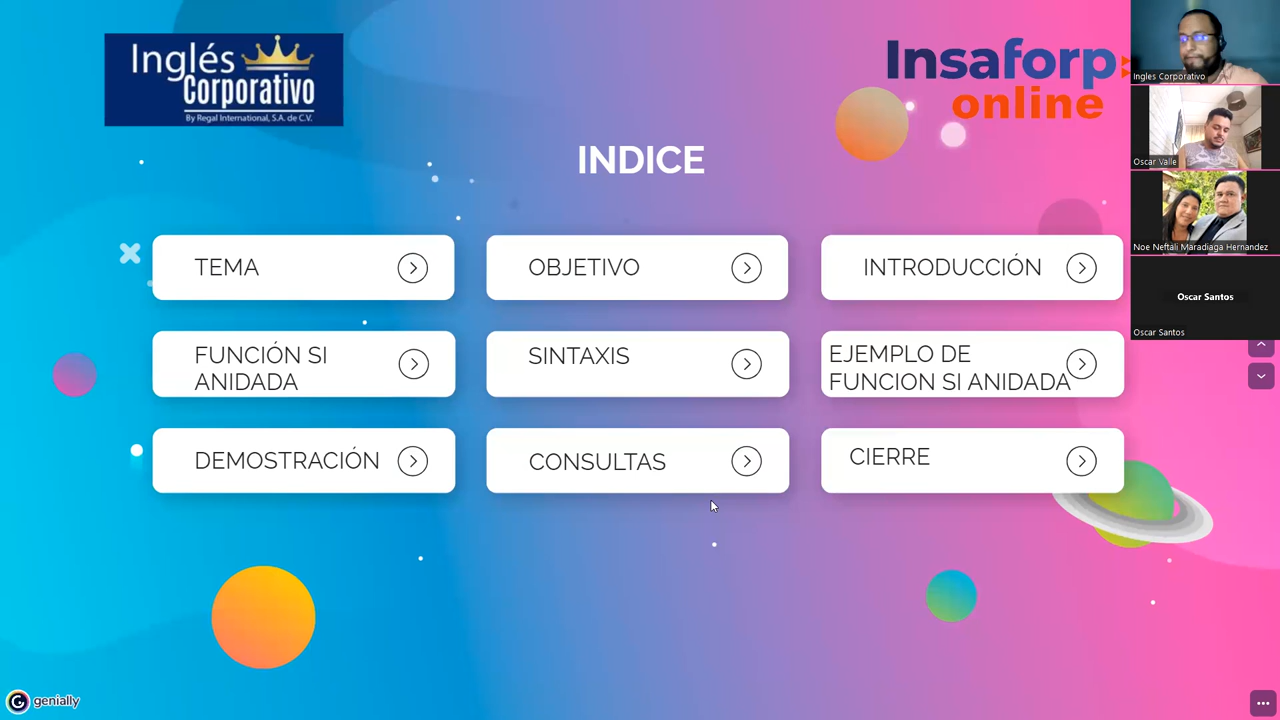 Inglés
Corporativo
By Regal International, S.A. de C.V.
Insaforp
online
INDICE
TEMA
OBJETIVO
INTRODUCCIÓN
FUNCIÓN SI
ANIDADA
SINTAXIS
EJEMPLO DE
FUNCION SI ANIDADA
DEMOSTRACIÓN
CONSULTAS
CIERRE
genially
Ingles Corporativo
Oscar Valle
Noe Neftali Maradiaga Hernandez
Oscar Santos
Oscar Santos